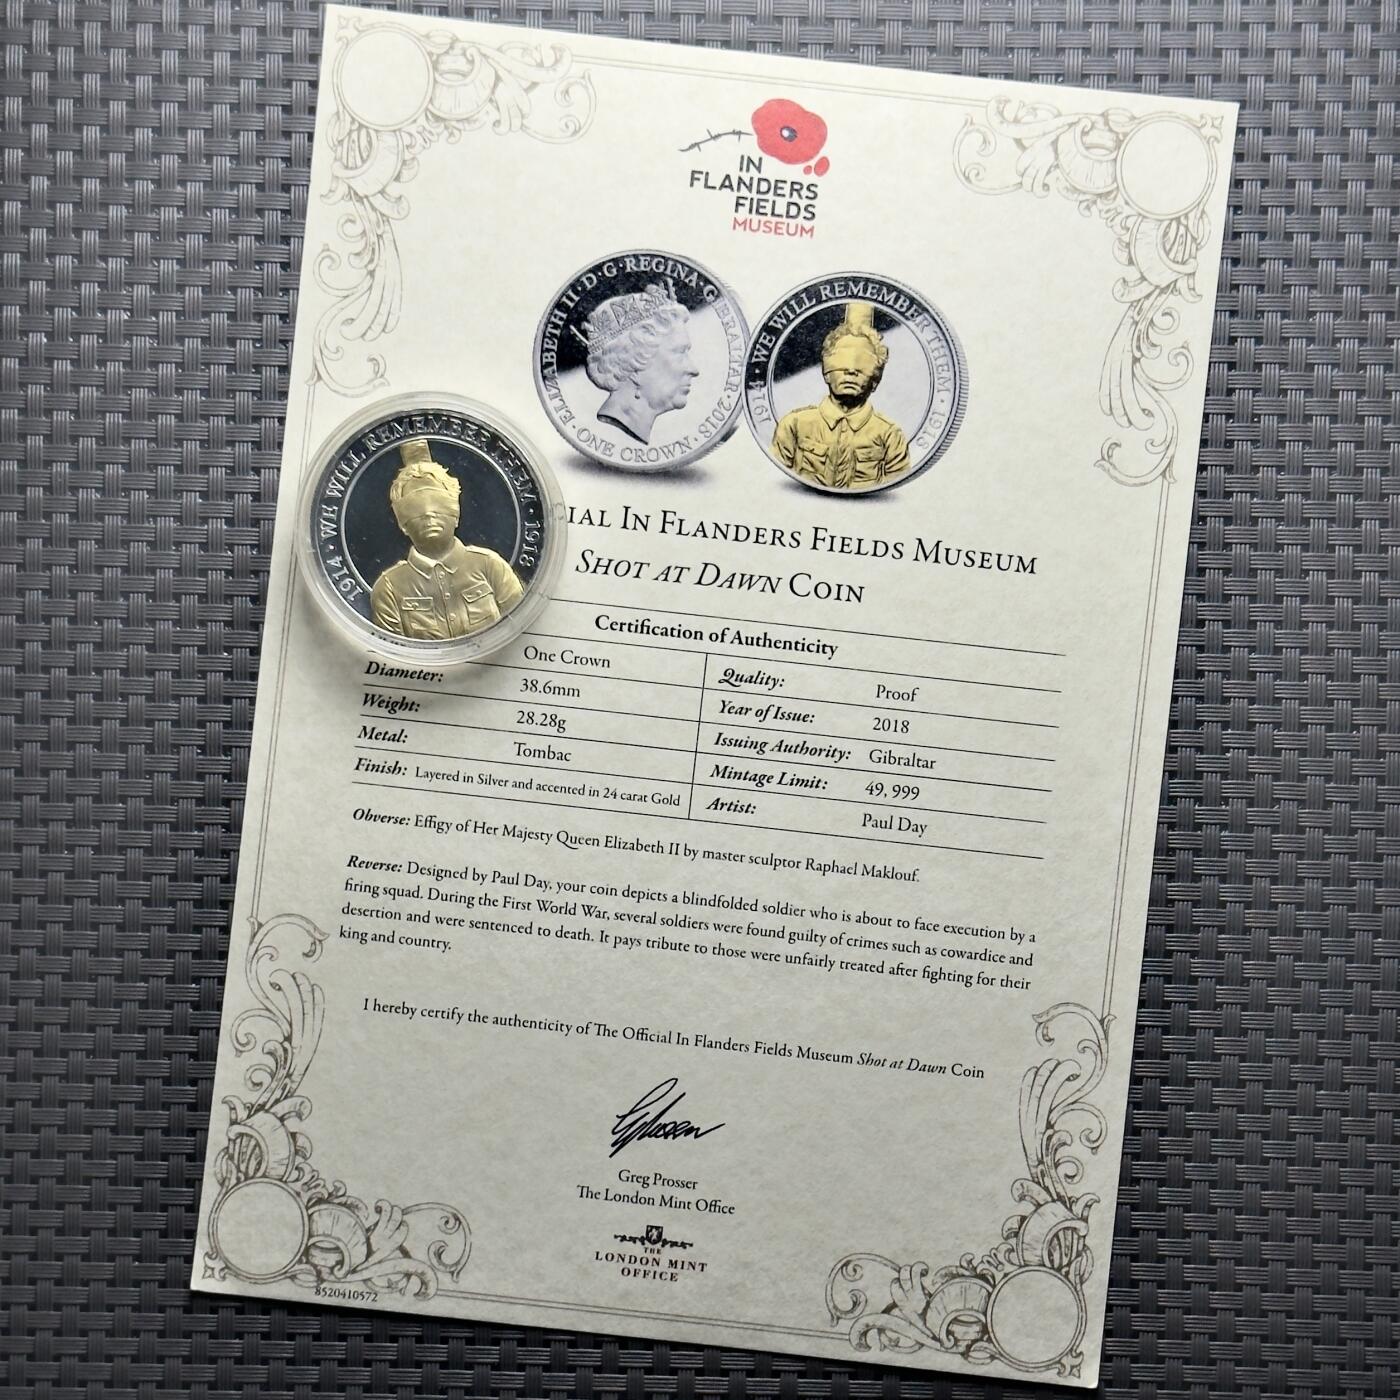 IN
FLANDERS
FIELDS
MUSEUM
ELIZABETH II · D · G · REGINA · G BRALTAR · 2018
· ONE CROWN ·
1914 · WE WILL REMEMBER THEM · 1918
1914 · WE WILL REMEMBER THEM · 1918
IAL IN FLANDERS FIELDS MUSEUM
SHOT AT DAWN COIN
Certification of Authenticity
One Crown
Diameter: 38.6mm
Weight: 28.28g
Metal: Tombac
Finish: Layered in Silver and accented in 24 carat Gold
Quality: Proof
Year of Issue: 2018
Issuing Authority: Gibraltar
Mintage Limit: 49, 999
Artist: Paul Day
Obverse: Effigy of Her Majesty Queen Elizabeth II by master sculptor Raphael Maklouf.
Reverse: Designed by Paul Day, your coin depicts a blindfolded soldier who is about to face execution by a
firing squad. During the First World War, several soldiers were found guilty of crimes such as cowardice and
desertion and were sentenced to death. It pays tribute to those were unfairly treated after fighting for their
king and country.
I hereby certify the authenticity of The Official In Flanders Fields Museum Shot at Dawn Coin
Greg Prosser
The London Mint Office
THE
LONDON MINT
OFFICE
8520410572